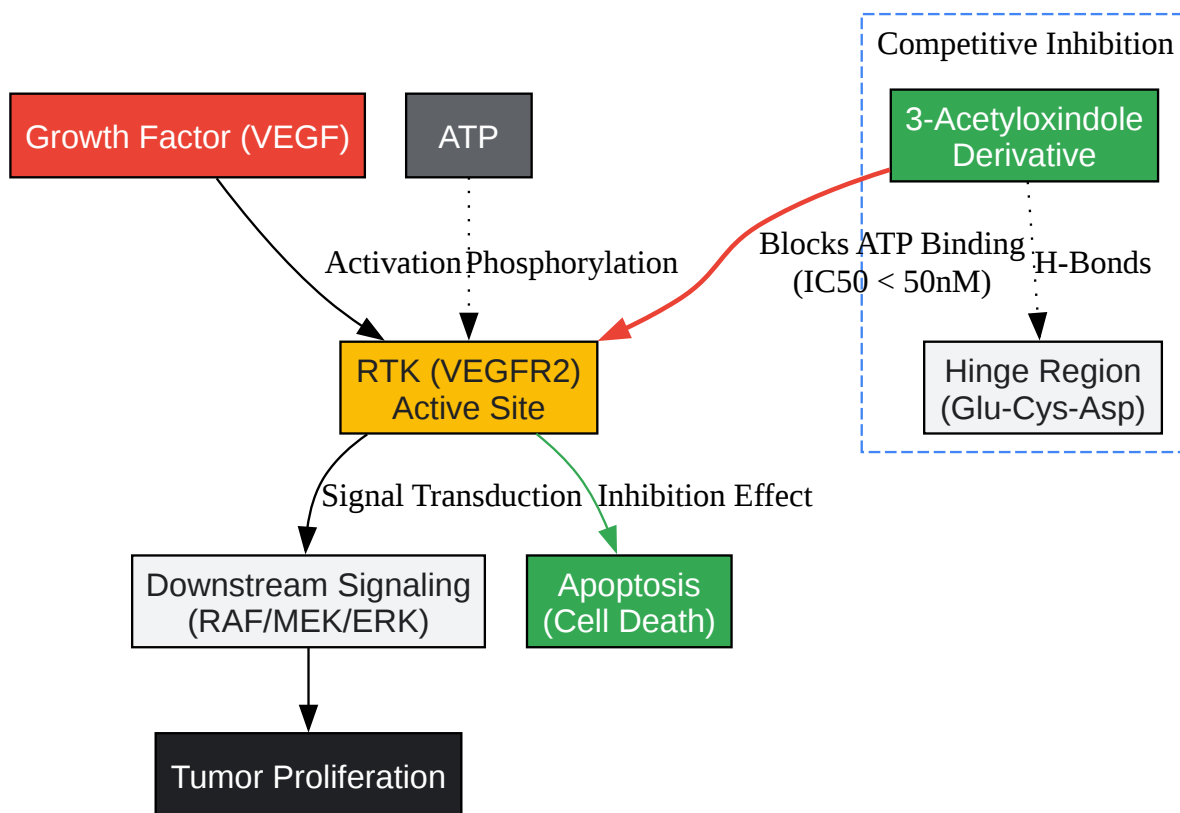 Competitive Inhibition
Growth Factor (VEGF)
ATP
3-Acetyloxindole
Derivative
Activation
Phosphorylation
Blocks ATP Binding
(IC50 < 50nM)
H-Bonds
RTK (VEGFR2)
Active Site
Hinge Region
(Glu-Cys-Asp)
Signal Transduction
Inhibition Effect
Downstream Signaling
(RAF/MEK/ERK)
Apoptosis
(Cell Death)
Tumor Proliferation